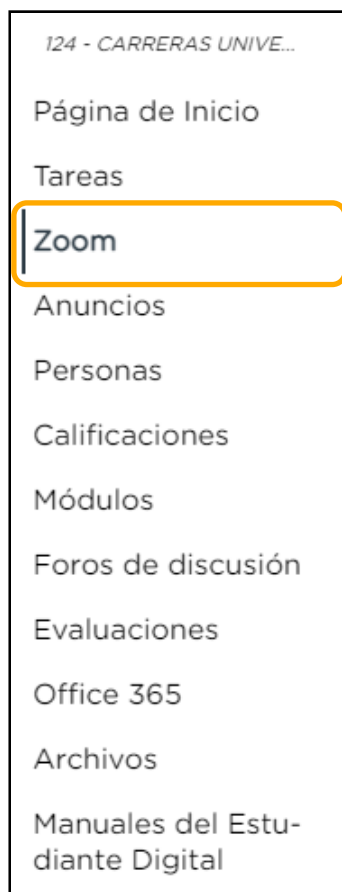 124 - CARRERAS UNIVE...
Página de Inicio
Tareas
Zoom
Anuncios
Personas
Calificaciones
Módulos
Foros de discusión
Evaluaciones
Office 365
Archivos
Manuales del Estu-
diante Digital